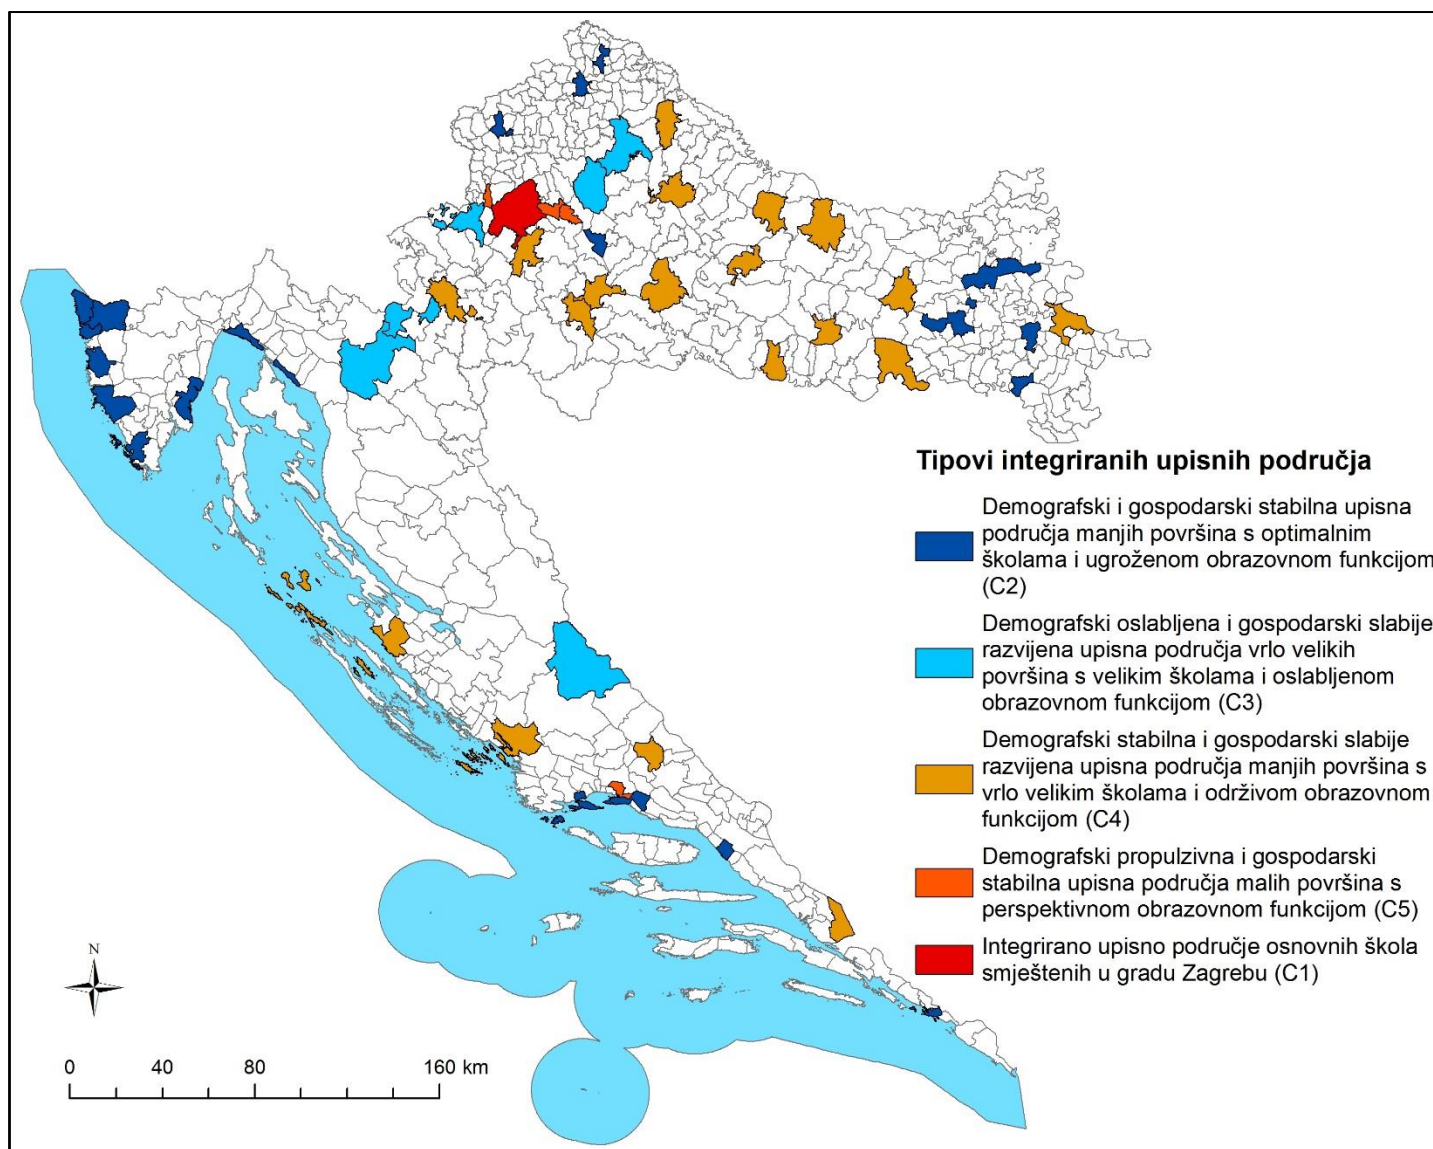 Tipovi integriranih upisnih područja
Demografski i gospodarski stabilna upisna
područja manjih površina s optimalnim
školama i ugroženom obrazovnom funkcijom
(C2)
Demografski oslabljena i gospodarski slabije
razvijena upisna područja vrlo velikih
površina s velikim školama i oslabljenom
obrazovnom funkcijom (C3)
Demografski stabilna i gospodarski slabije
razvijena upisna područja manjih površina s
vrlo velikim školama i održivom obrazovnom
funkcijom (C4)
Demografski propulzivna i gospodarski
stabilna upisna područja malih površina s
perspektivnom obrazovnom funkcijom (C5)
Integrirano upisno područje osnovnih škola
smještenih u gradu Zagrebu (C1)
N
0 40 80 160 km